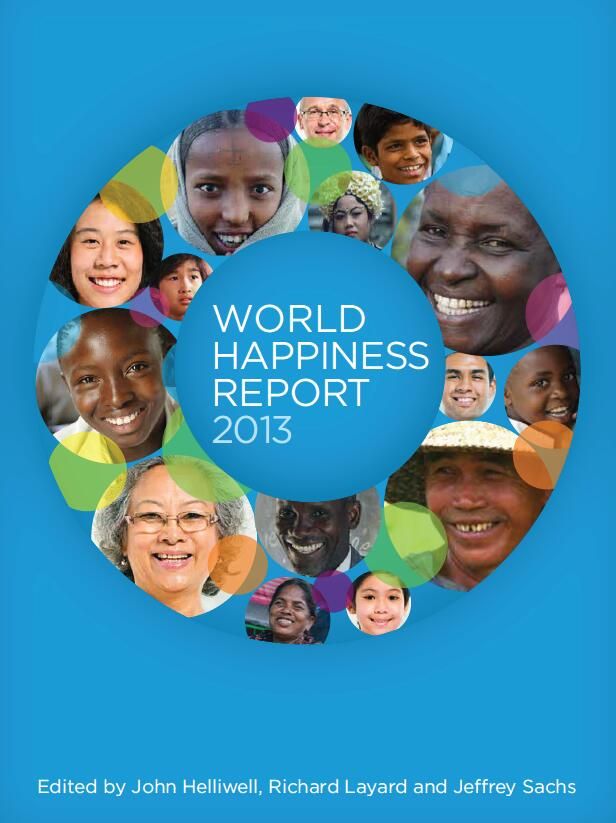 WORLD
HAPPINESS
REPORT
2013
Edited by John Helliwell, Richard Layard and Jeffrey Sachs